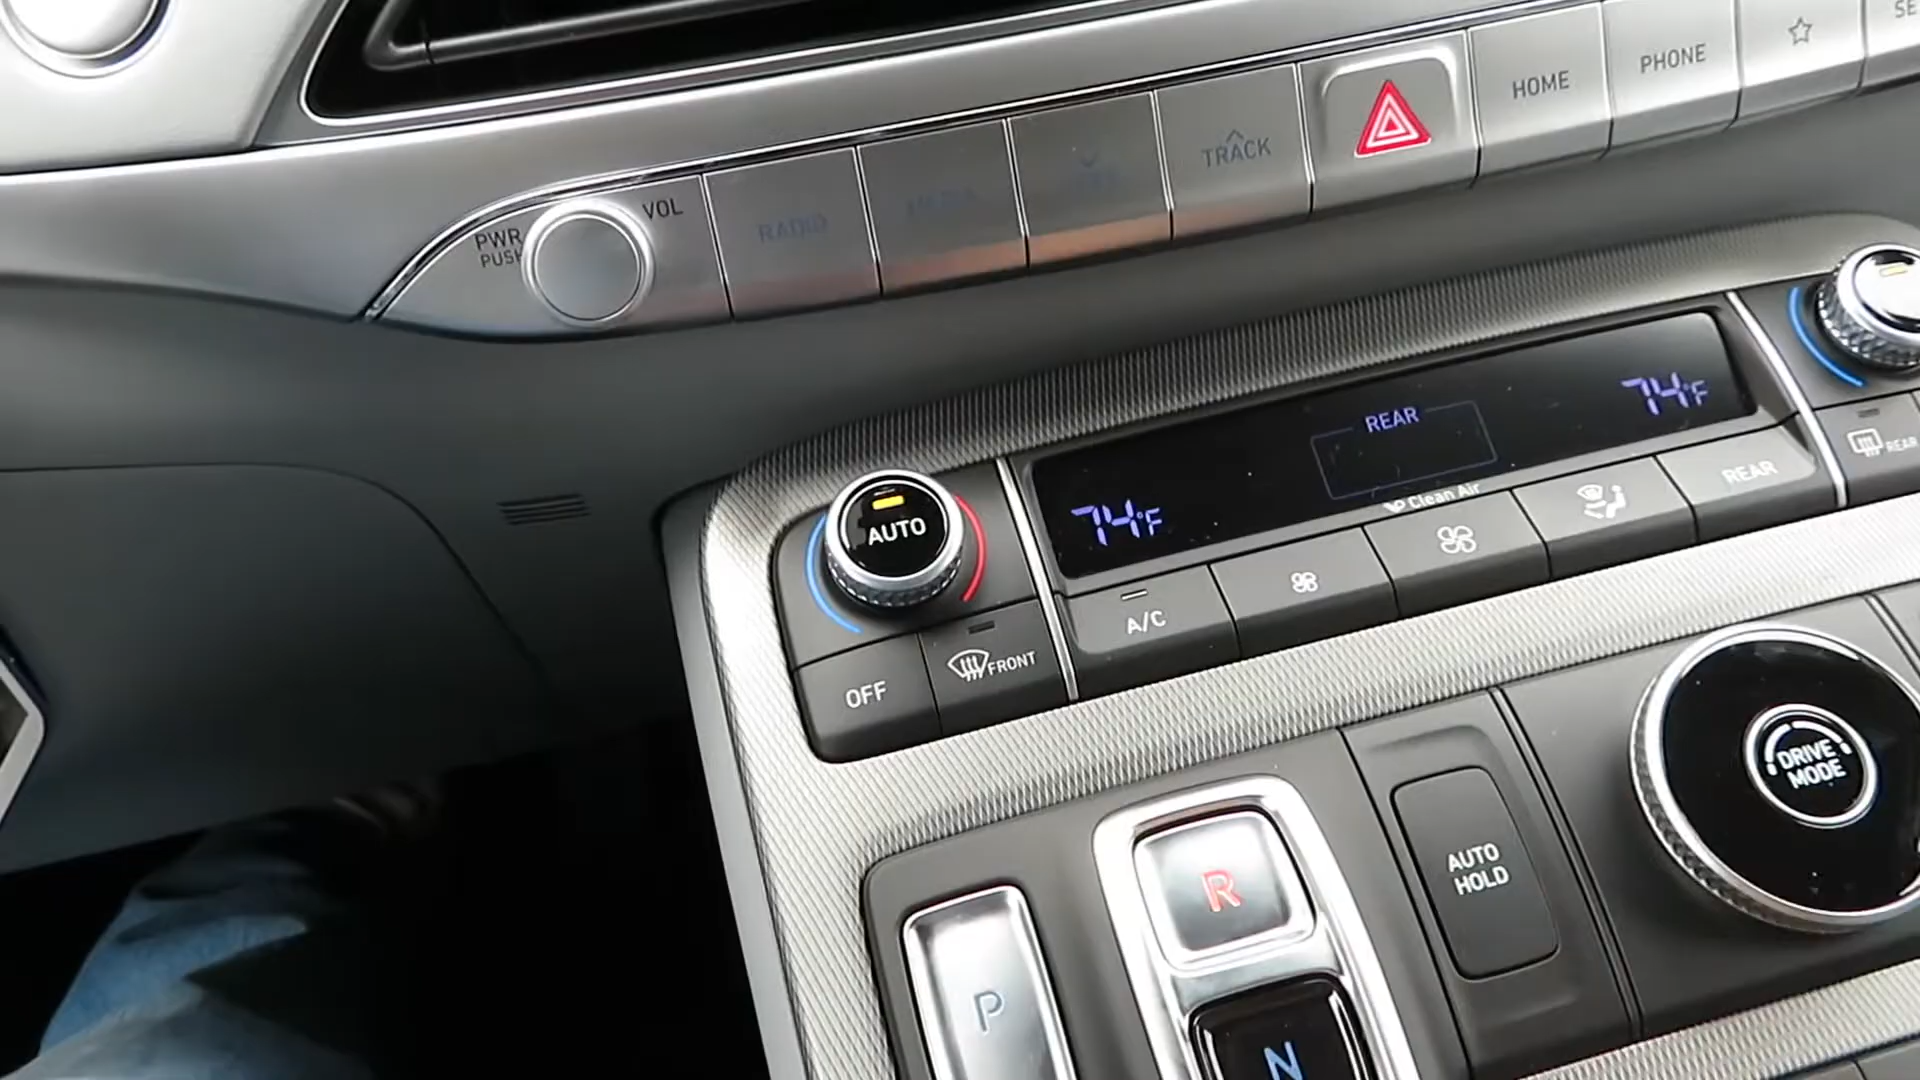 VOL
PWR
PUSH
RADIO
TRACK
HOME
PHONE
SE
74°F
REAR
74°F
AUTO
Clean Air
REAR
REAR
A/C
OFF
FRONT
DRIVE
MODE
AUTO
HOLD
R
P
N